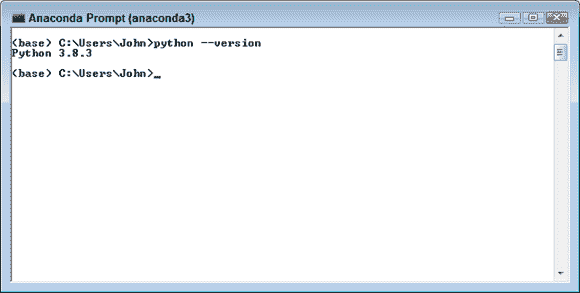 Anaconda Prompt (anaconda3)
(base) C:\Users\John>python --version
Python 3.8.3
(base) C:\Users\John>_